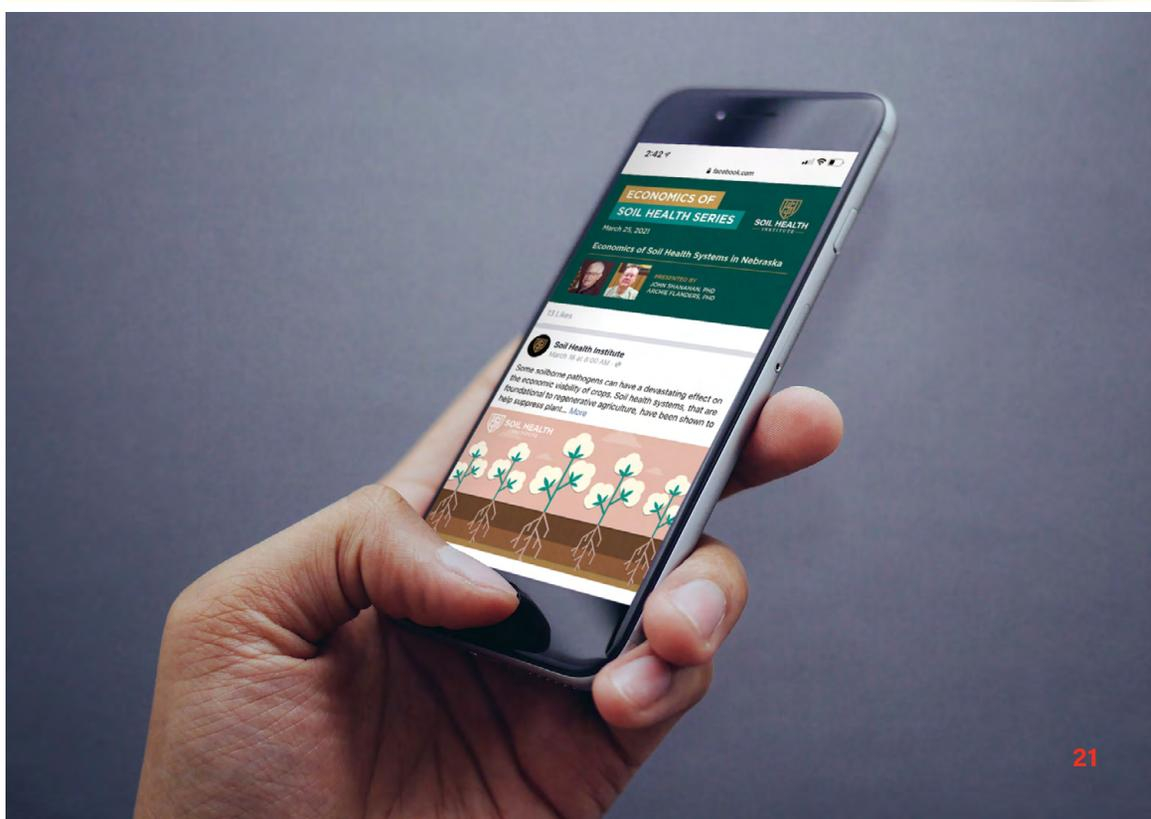 2:42
facebook.com
ECONOMICS OF
SOIL HEALTH SERIES
SOIL HEALTH
INSTITUTE
March 25, 2021
Economics of Soil Health Systems in Nebraska
PRESENTED BY
JOHN SHANAHAN, PHD
ARCHIE FLANDERS, PHD
13 Likes
Soil Health Institute
March 16 at 8:00 AM ·
Some soilborne pathogens can have a devastating effect on
the economic viability of crops. Soil health systems, that are
foundational to regenerative agriculture, have been shown to
help suppress plant... More
SOIL HEALTH
INSTITUTE
21